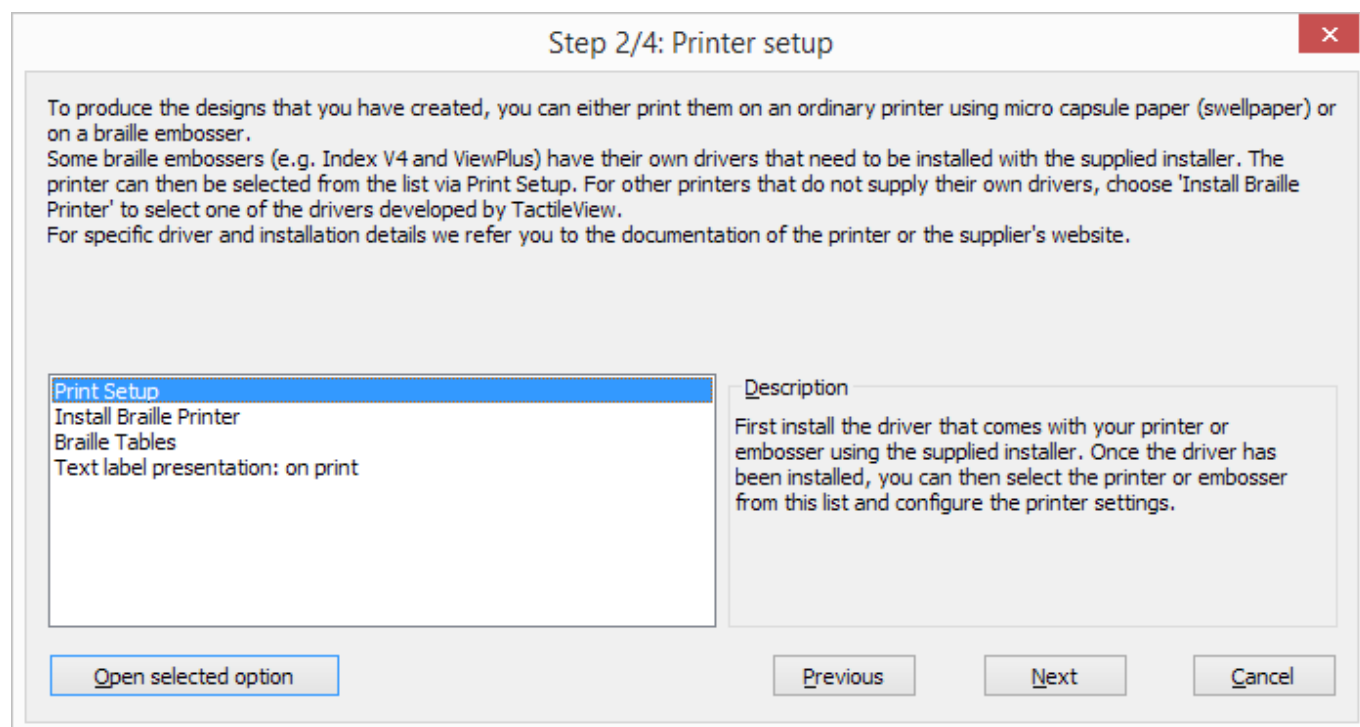 Step 2/4: Printer setup
To produce the designs that you have created, you can either print them on an ordinary printer using micro capsule paper (swellpaper) or
on a braille embosser.
Some braille embossers (e.g. Index V4 and ViewPlus) have their own drivers that need to be installed with the supplied installer. The
printer can then be selected from the list via Print Setup. For other printers that do not supply their own drivers, choose 'Install Braille
Printer' to select one of the drivers developed by TactileView.
For specific driver and installation details we refer you to the documentation of the printer or the supplier's website.
Print Setup
Install Braille Printer
Braille Tables
Text label presentation: on print
Description
First install the driver that comes with your printer or
embosser using the supplied installer. Once the driver has
been installed, you can then select the printer or embosser
from this list and configure the printer settings.
Open selected option
Previous
Next
Cancel